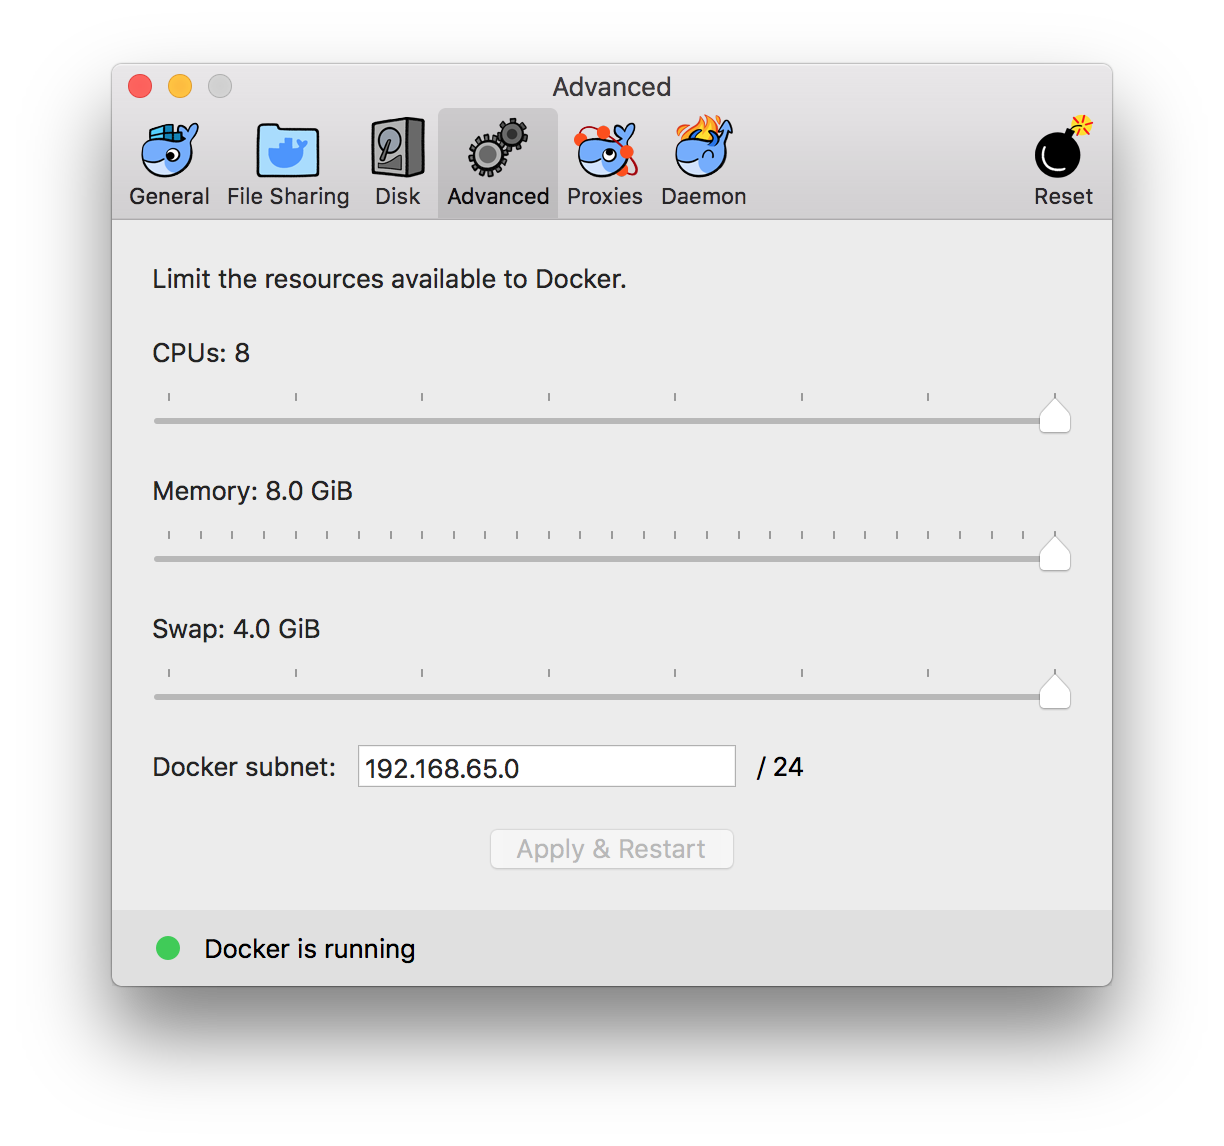 Advanced
General File Sharing Disk Advanced Proxies Daemon Reset
Limit the resources available to Docker.
CPUs: 8
Memory: 8.0 GiB
Swap: 4.0 GiB
Docker subnet: 192.168.65.0 / 24
Apply & Restart
Docker is running